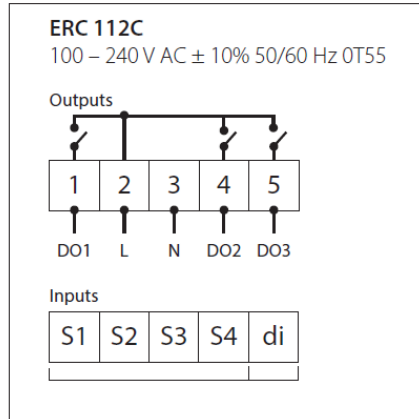 ERC 112C
100 – 240 V AC ± 10% 50/60 Hz 0T55
Outputs
1 2 3 4 5
DO1 L N DO2 DO3
Inputs
S1 S2 S3 S4 di